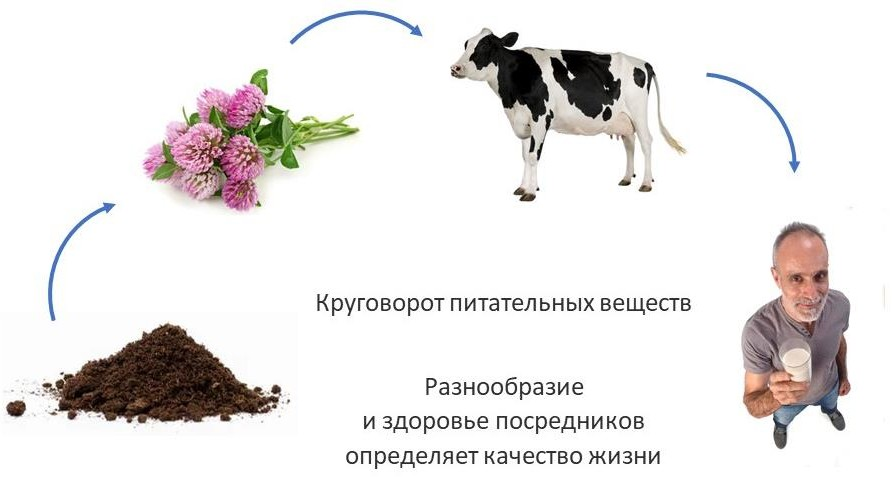 Круговорот питательных веществ
Разнообразие
и здоровье посредников
определяет качество жизни